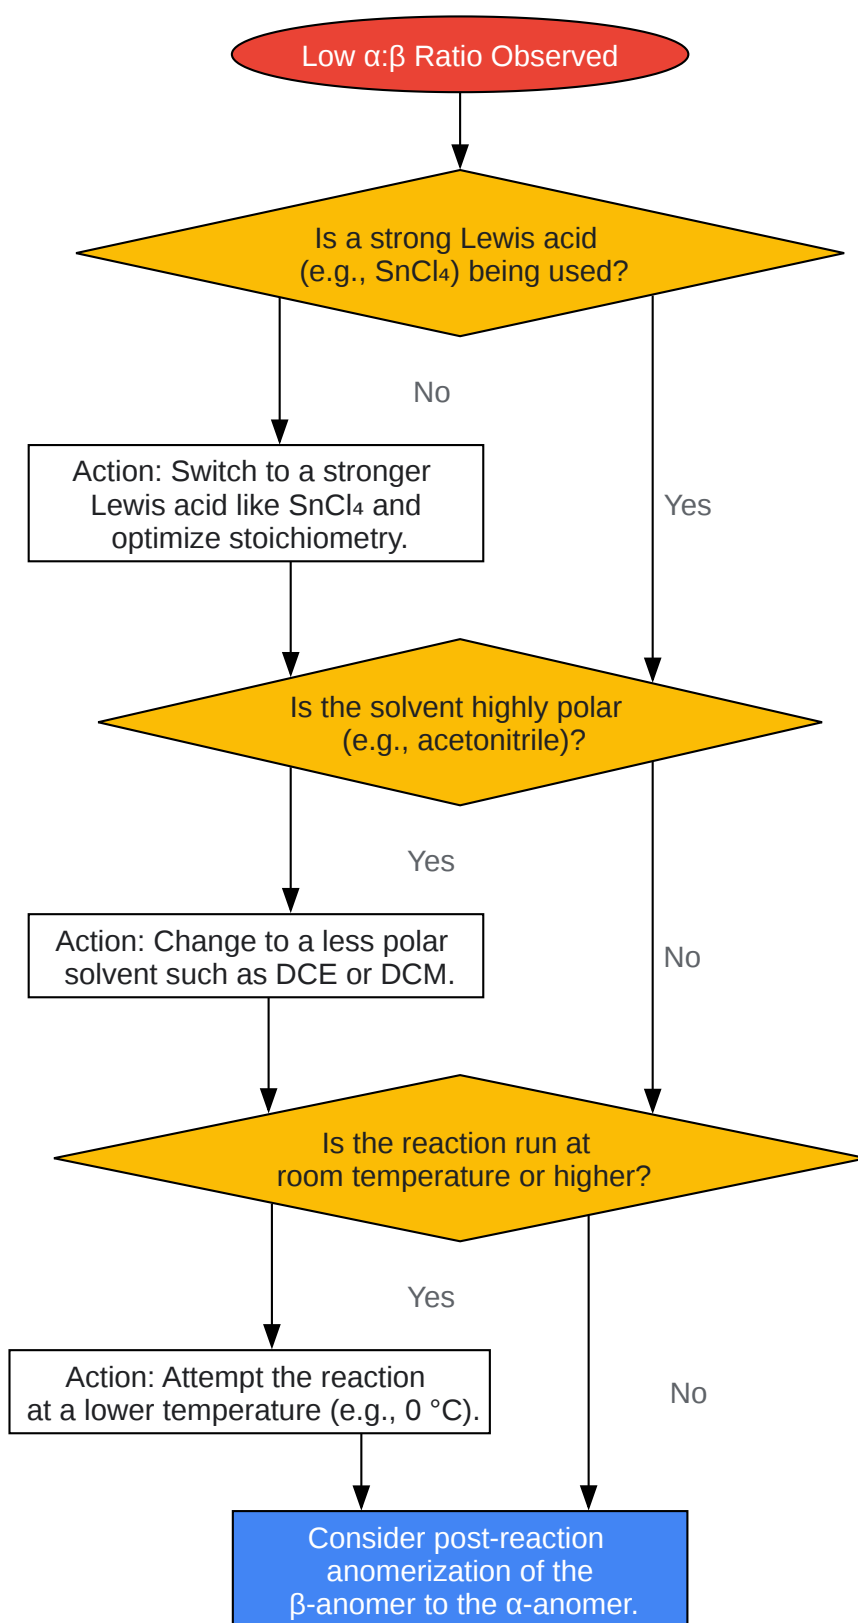 Low α:β Ratio Observed
Is a strong Lewis acid
(e.g., SnCl₄) being used?
No
Action: Switch to a stronger
Lewis acid like SnCl₄ and
optimize stoichiometry.
Yes
Is the solvent highly polar
(e.g., acetonitrile)?
Yes
Action: Change to a less polar
solvent such as DCE or DCM.
No
Is the reaction run at
room temperature or higher?
Yes
Action: Attempt the reaction
at a lower temperature (e.g., 0 °C).
No
Consider post-reaction
anomerization of the
β-anomer to the α-anomer.